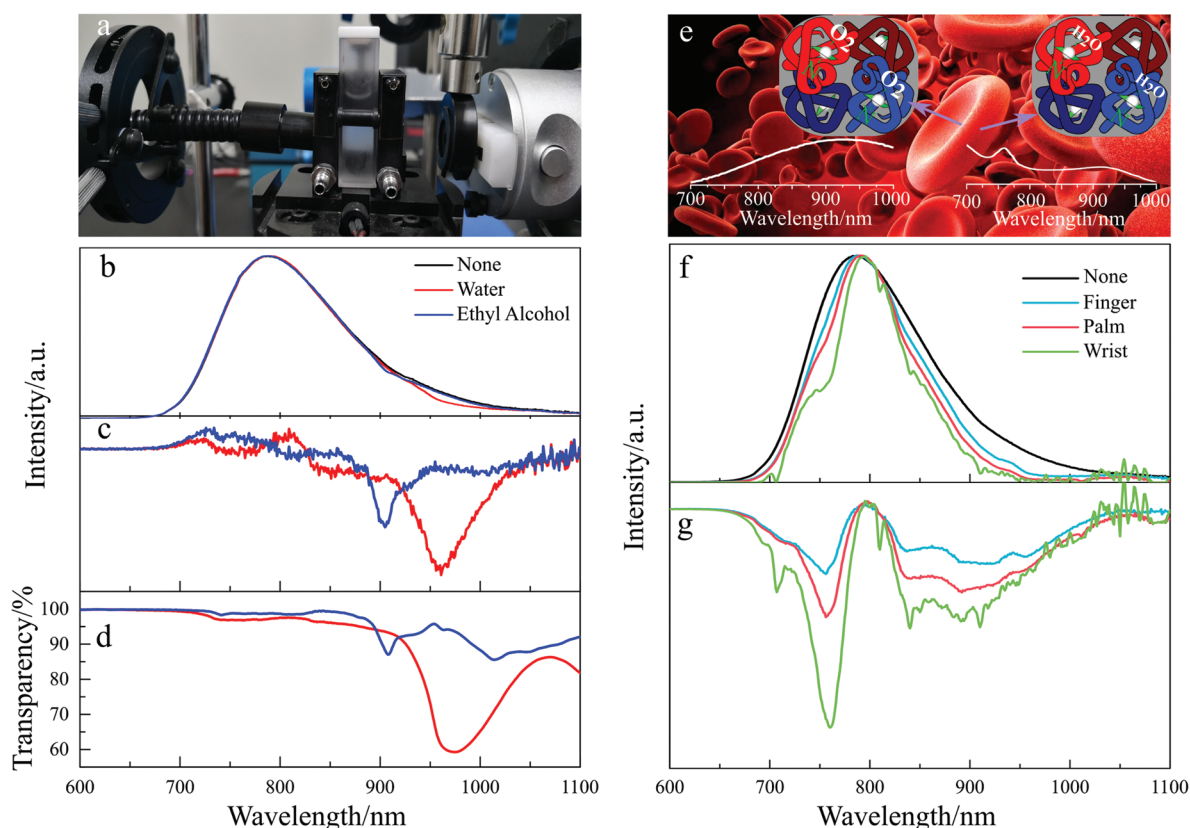 a
b
None
Water
Ethyl Alcohol
Intensity/a.u.
c
d
Transparency/%
100
90
80
70
60
600 700 800 900 1000 1100
Wavelength/nm
e
O2
O2
H2O
H2O
700 800 900 1000
Wavelength/nm
700 800 900 1000
Wavelength/nm
f
None
Finger
Palm
Wrist
Intensity/a.u.
g
600 700 800 900 1000 1100
Wavelength/nm